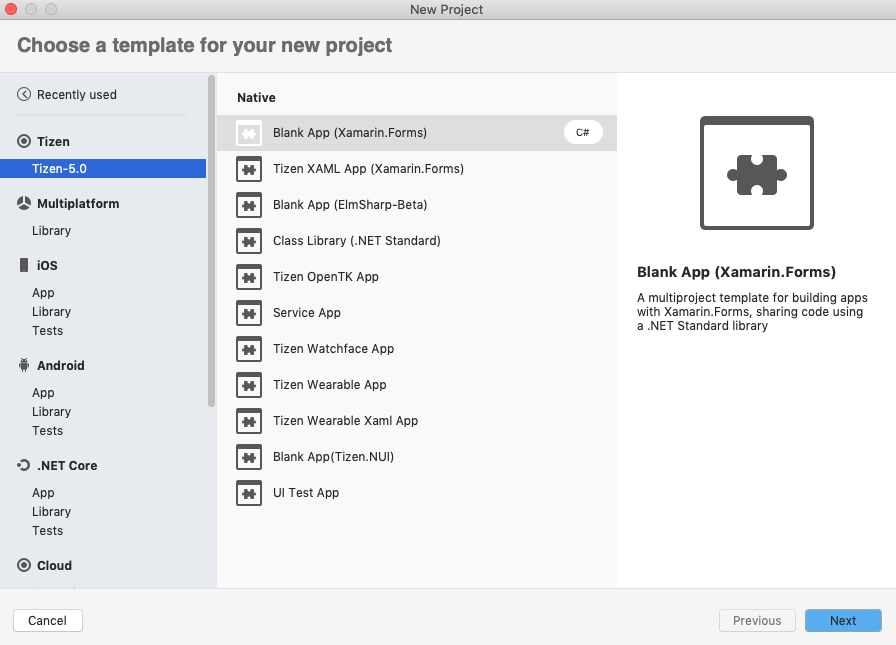 New Project
Choose a template for your new project
Recently used
Tizen
Tizen-5.0
Multiplatform
Library
iOS
App
Library
Tests
Android
App
Library
Tests
.NET Core
App
Library
Tests
Cloud
Native
Blank App (Xamarin.Forms)
C#
Tizen XAML App (Xamarin.Forms)
Blank App (ElmSharp-Beta)
Class Library (.NET Standard)
Tizen OpenTK App
Service App
Tizen Watchface App
Tizen Wearable App
Tizen Wearable Xaml App
Blank App(Tizen.NUI)
UI Test App
Blank App (Xamarin.Forms)
A multiproject template for building apps
with Xamarin.Forms, sharing code using
a .NET Standard library
Cancel
Previous
Next